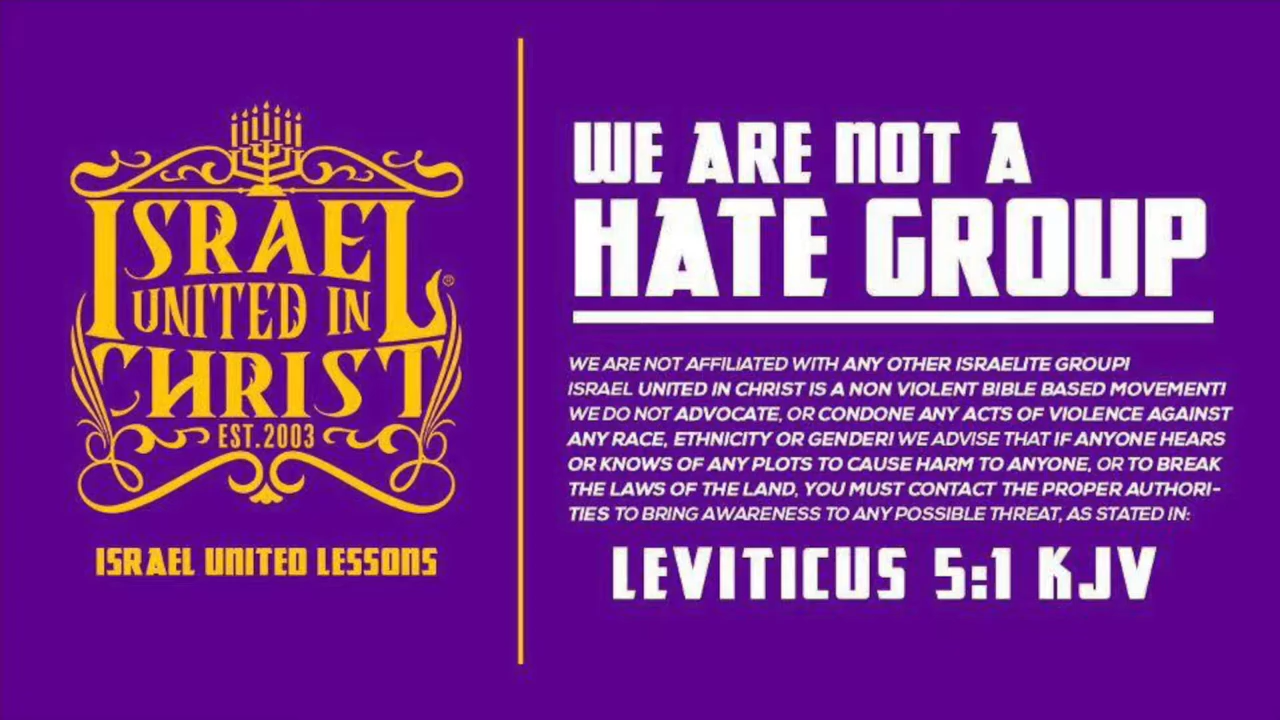 ISRAEL
UNITED IN
CHRIST®
EST. 2003
ISRAEL UNITED LESSONS
WE ARE NOT A
HATE GROUP
WE ARE NOT AFFILIATED WITH ANY OTHER ISRAELITE GROUP!
ISRAEL UNITED IN CHRIST IS A NON VIOLENT BIBLE BASED MOVEMENT!
WE DO NOT ADVOCATE, OR CONDONE ANY ACTS OF VIOLENCE AGAINST
ANY RACE, ETHNICITY OR GENDER! WE ADVISE THAT IF ANYONE HEARS
OR KNOWS OF ANY PLOTS TO CAUSE HARM TO ANYONE, OR TO BREAK
THE LAWS OF THE LAND, YOU MUST CONTACT THE PROPER AUTHORI-
TIES TO BRING AWARENESS TO ANY POSSIBLE THREAT, AS STATED IN:
LEVITICUS 5:1 KJV